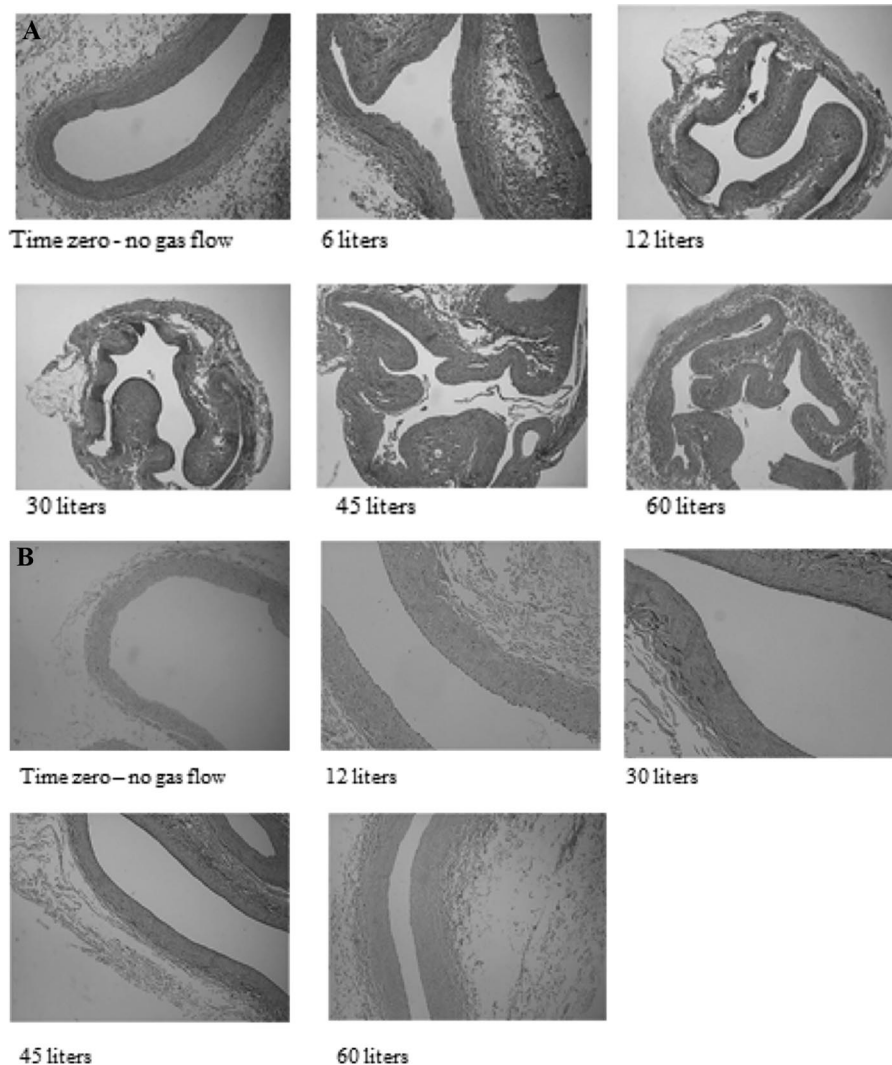 A
Time zero - no gas flow
6 liters
12 liters
30 liters
45 liters
60 liters
B
Time zero – no gas flow
12 liters
30 liters
45 liters
60 liters